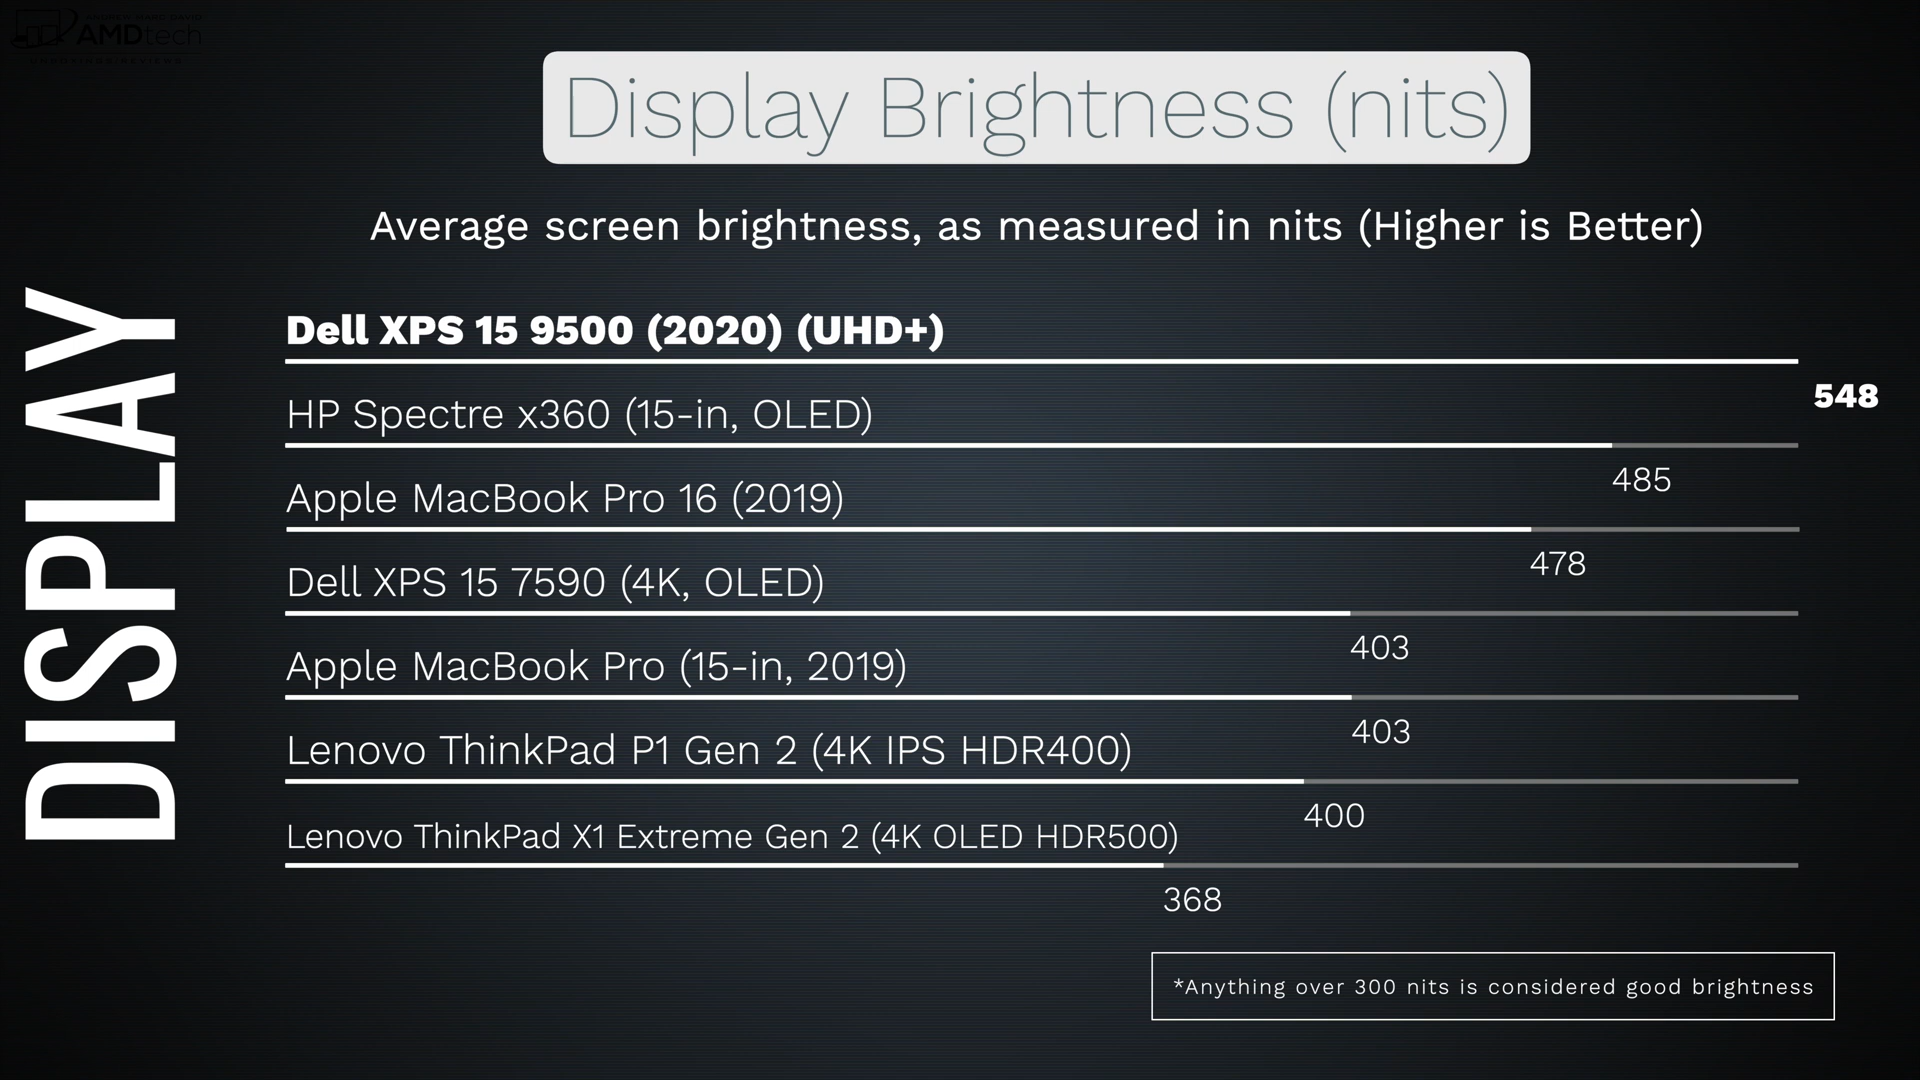 AMDtech
UNBOXINGS/REVIEWS
Display Brightness (nits)
Average screen brightness, as measured in nits (Higher is Better)
DISPLAY
Dell XPS 15 9500 (2020) (UHD+)
548
HP Spectre x360 (15-in, OLED)
485
Apple MacBook Pro 16 (2019)
478
Dell XPS 15 7590 (4K, OLED)
403
Apple MacBook Pro (15-in, 2019)
403
Lenovo ThinkPad P1 Gen 2 (4K IPS HDR400)
400
Lenovo ThinkPad X1 Extreme Gen 2 (4K OLED HDR500)
368
*Anything over 300 nits is considered good brightness